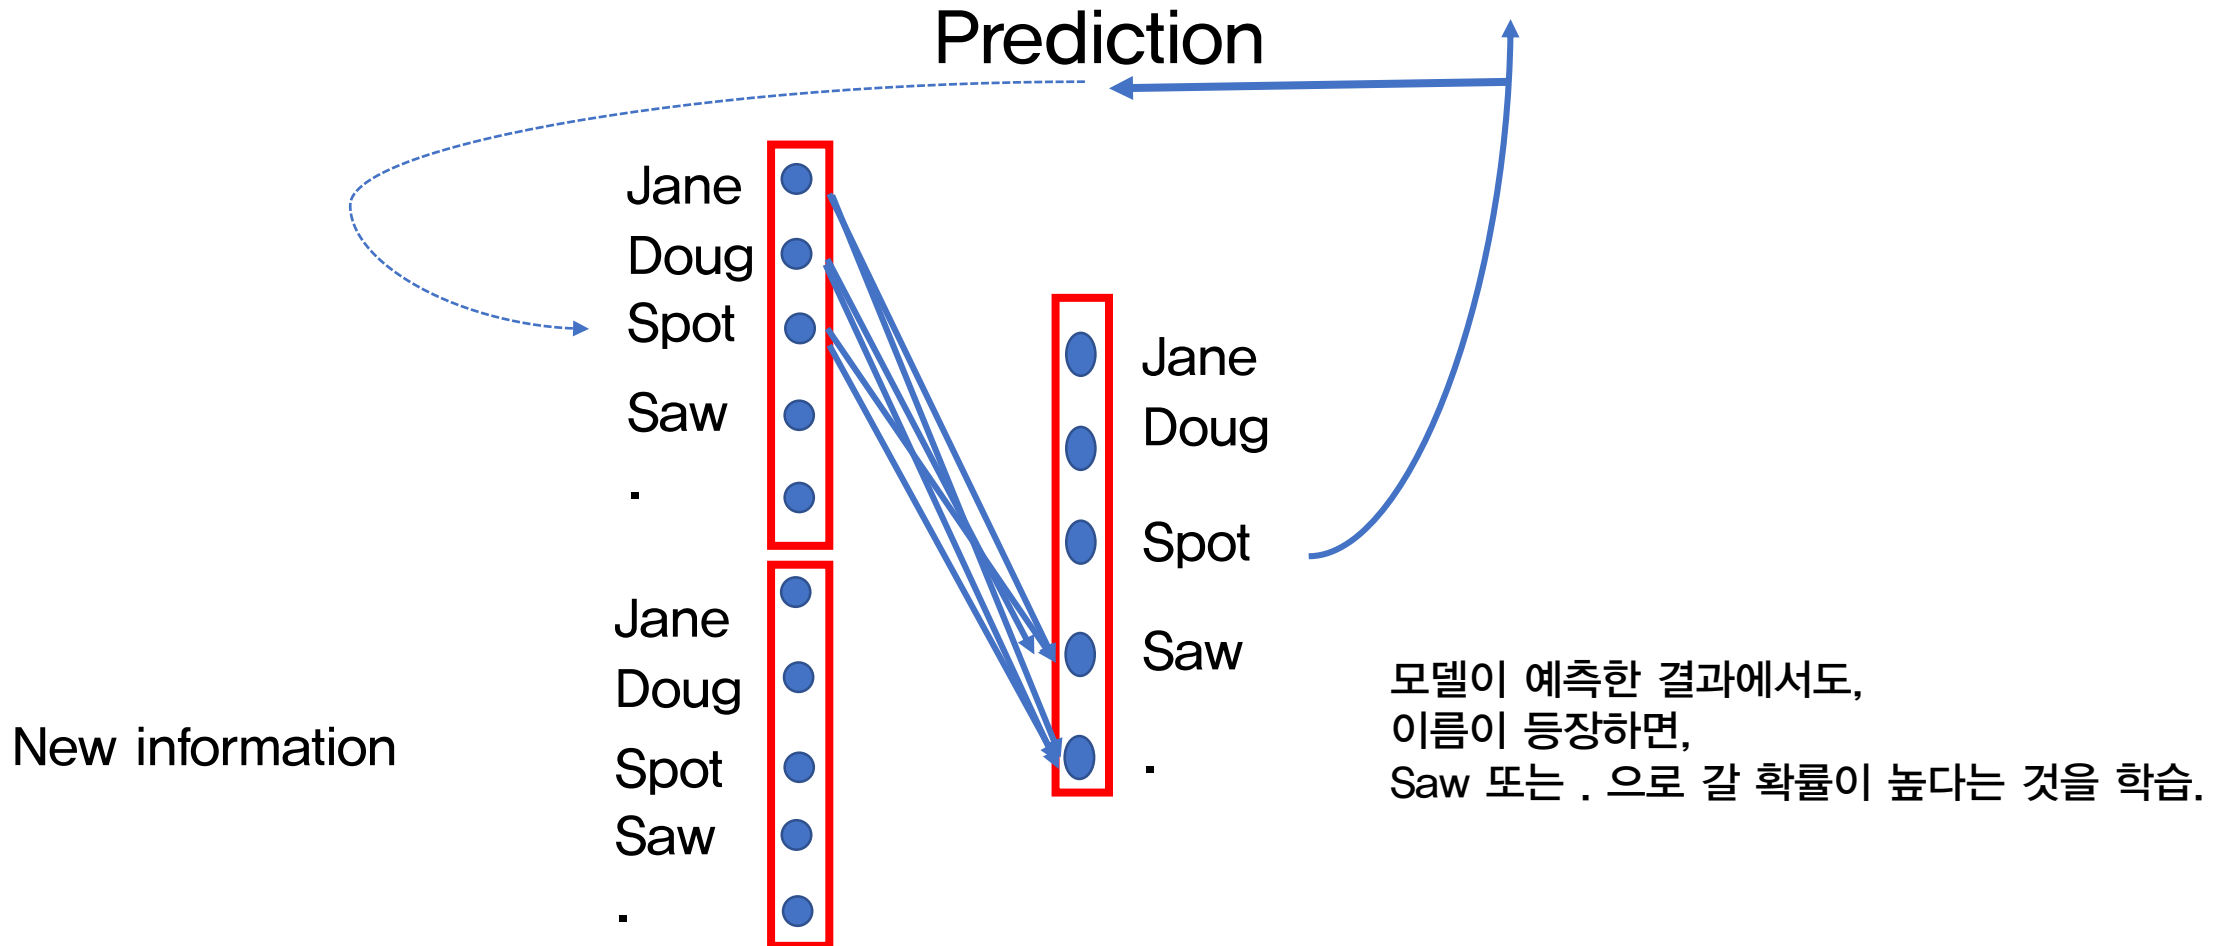 Prediction
Jane
Doug
Spot
Saw
.
Jane
Doug
Spot
Saw
.
New information
Jane
Doug
Spot
Saw
.
모델이 예측한 결과에서도,
이름이 등장하면,
Saw 또는 . 으로 갈 확률이 높다는 것을 학습.